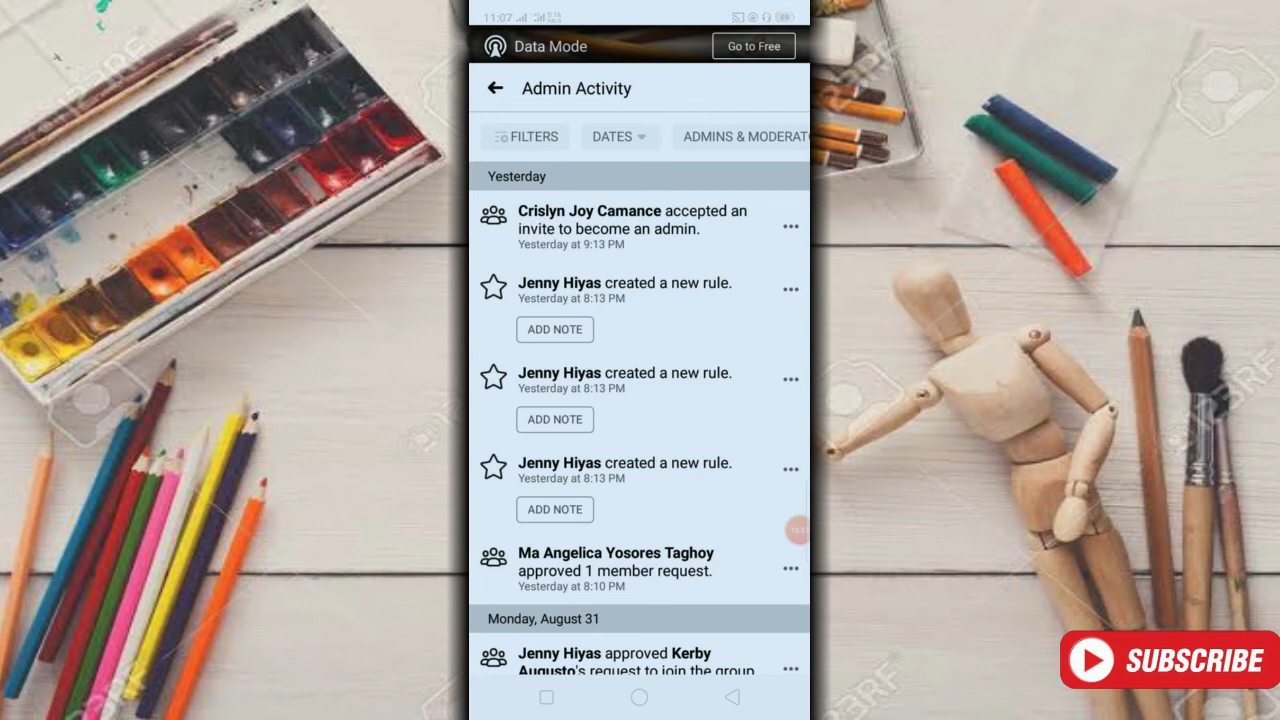 11:07
Data Mode
Go to Free
Admin Activity
FILTERS
DATES
ADMINS & MODERAT
Yesterday
Crislyn Joy Camance accepted an
invite to become an admin.
Yesterday at 9:13 PM
Jenny Hiyas created a new rule.
Yesterday at 8:13 PM
ADD NOTE
Jenny Hiyas created a new rule.
Yesterday at 8:13 PM
ADD NOTE
Jenny Hiyas created a new rule.
Yesterday at 8:13 PM
ADD NOTE
Ma Angelica Yosores Taghoy
approved 1 member request.
Yesterday at 8:10 PM
Monday, August 31
Jenny Hiyas approved Kerby
Augusto's request to join the group
SUBSCRIBE